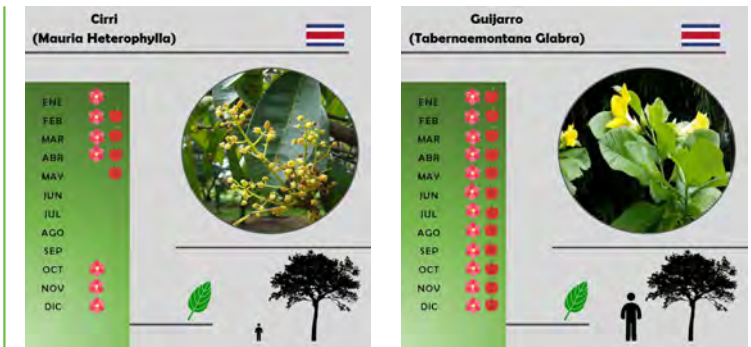 Cirri
(Mauria Heterophylla)
ENE
FEB
MAR
ABR
MAY
JUN
JUL
AGO
SEP
OCT
NOV
DIC
Guijarro
(Tabernaemontana Glabra)
ENE
FEB
MAR
ABR
MAY
JUN
JUL
AGO
SEP
OCT
NOV
DIC